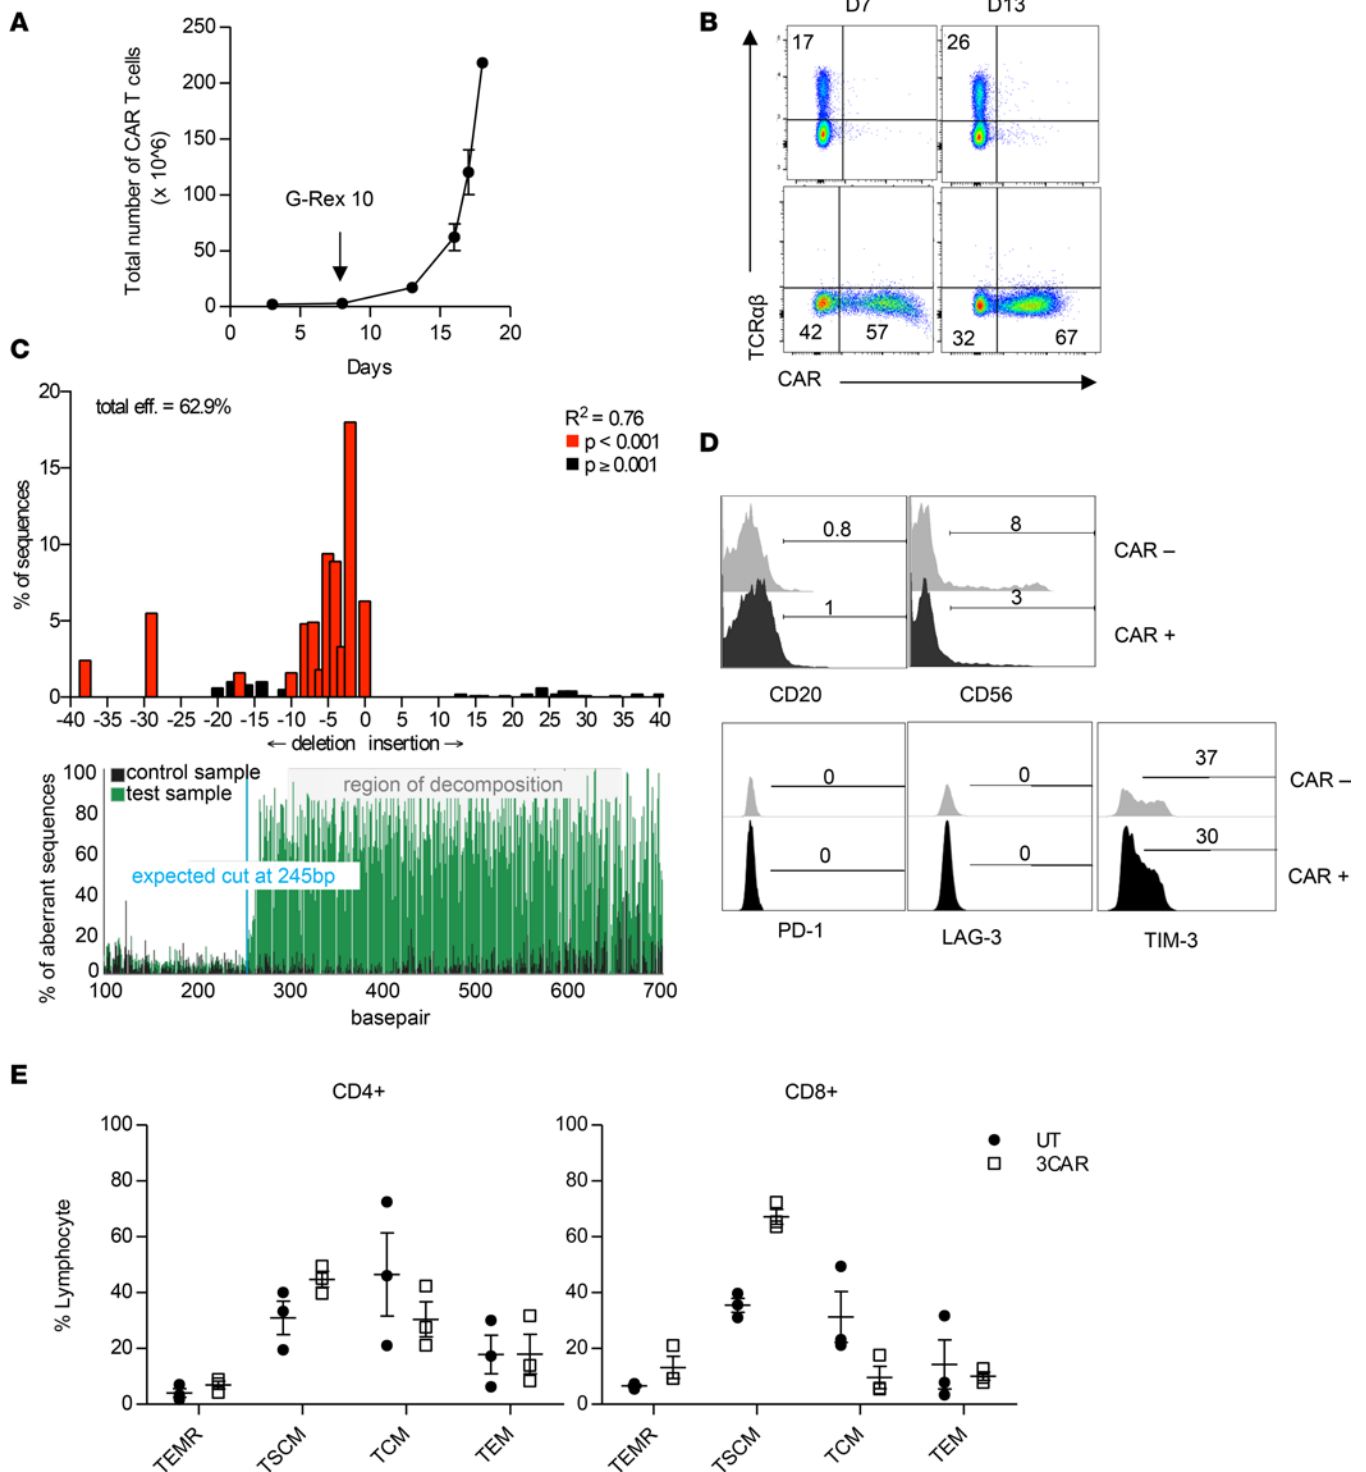 A
250
200
150
100
50
0
Total number of CAR T cells
(x 10^6)
G-Rex 10
0 5 10 15 20
Days
B
D7 D13
17 26
42 57 32 67
TCRαβ
CAR
C
20
15
10
5
0
% of sequences
total eff. = 62.9%
R2 = 0.76
p < 0.001
p ≥ 0.001
-40 -35 -30 -25 -20 -15 -10 -5 0 5 10 15 20 25 30 35 40
← deletion insertion →
100
80
60
40
20
0
% of aberrant sequences
control sample
test sample
region of decomposition
expected cut at 245bp
100 200 300 400 500 600 700
basepair
D
0.8 8
CAR –
1 3
CAR +
CD20 CD56
0 0 37
CAR –
0 0 30
CAR +
PD-1 LAG-3 TIM-3
E
CD4+
100
80
60
40
20
0
% Lymphocyte
TEMR TSCM TCM TEM
CD8+
100
80
60
40
20
0
TEMR TSCM TCM TEM
UT
3CAR